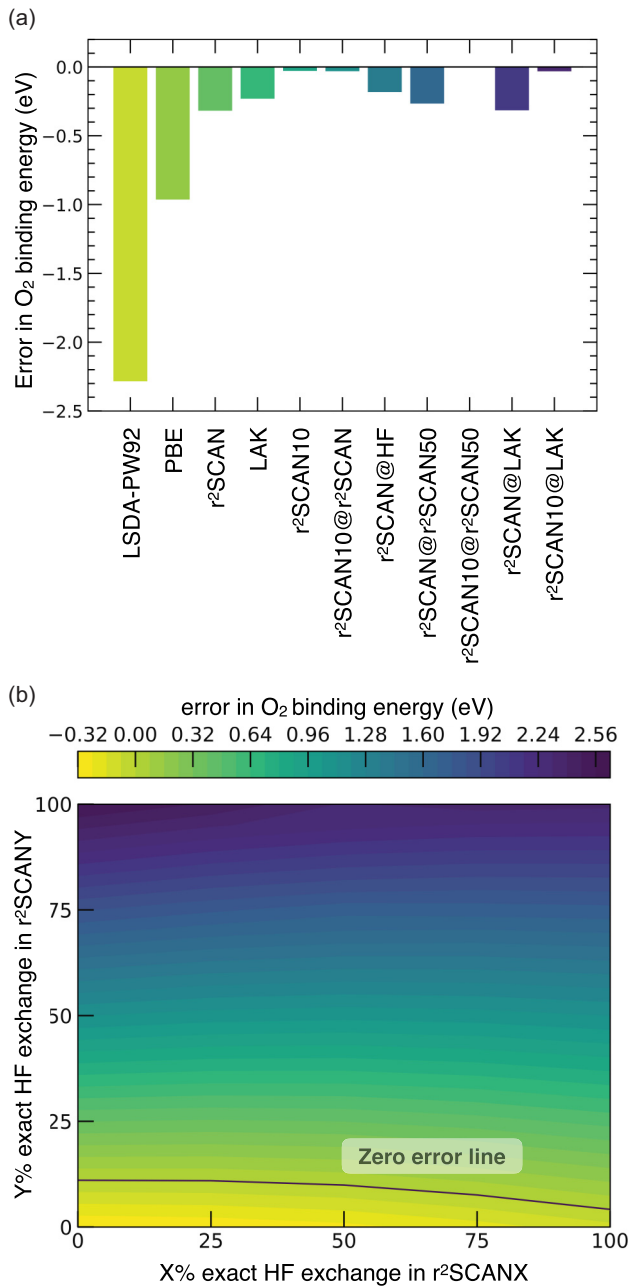 (a)
Error in O₂ binding energy (eV)
0.0
−0.5
−1.0
−1.5
−2.0
−2.5
LSDA-PW92
PBE
r²SCAN
LAK
r²SCAN10
r²SCAN10@r²SCAN
r²SCAN@HF
r²SCAN@r²SCAN50
r²SCAN10@r²SCAN50
r²SCAN@LAK
r²SCAN10@LAK
(b)
error in O₂ binding energy (eV)
−0.32 0.00 0.32 0.64 0.96 1.28 1.60 1.92 2.24 2.56
Y% exact HF exchange in r²SCANY
100
75
50
25
0
Zero error line
0 25 50 75 100
X% exact HF exchange in r²SCANX